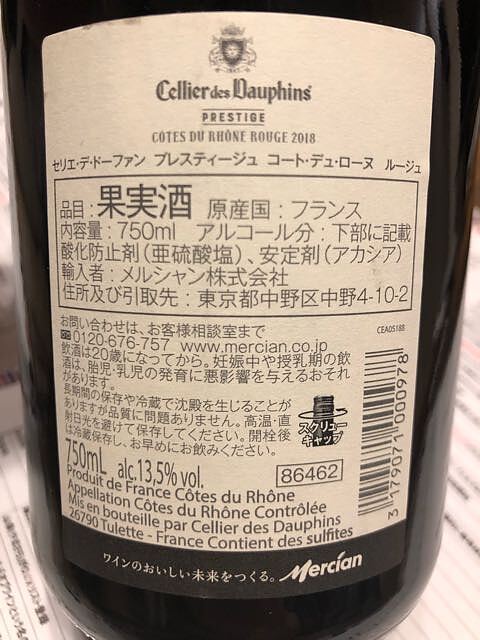 Cellier des Dauphins
PRESTIGE
CÔTES DU RHÔNE ROUGE 2018
セリエ・デ・ドーファン プレスティージュ コート・デュ・ローヌ ルージュ
品目：果実酒 原産国：フランス
内容量：750ml アルコール分：下部に記載
酸化防止剤（亜硫酸塩）、安定剤（アカシア）
輸入者：メルシャン株式会社
住所及び引取先：東京都中野区中野4-10-2
CEA0518B
お問い合わせは、お客様相談室まで
0120-676-757 www.mercian.co.jp
飲酒は20歳になってから。妊娠中や授乳期の飲
酒は、胎児・乳児の発育に悪影響を与えるおそれ
があります。
長期間の保存や冷蔵で沈殿を生じることが
ありますが品質に問題ありません。高温・直
射日光を避けて保存してください。開栓後
は冷蔵保存し、お早めにお飲みください。
スクリュー
キャップ
750mL alc.13,5% vol.
86462
Produit de France Côtes du Rhône
Appellation Côtes du Rhône Contrôlée
Mis en bouteille par Cellier des Dauphins
26790 Tulette - France Contient des sulfites
3 179071 000978
ワインのおいしい未来をつくる。 Mercian